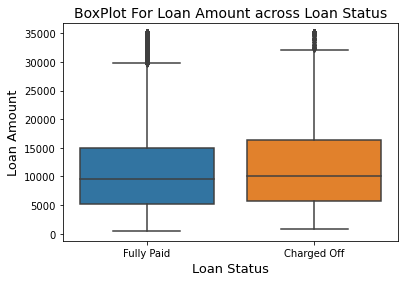 BoxPlot For Loan Amount across Loan Status
35000
30000
25000
20000
15000
10000
5000
0
Loan Amount
Fully Paid
Charged Off
Loan Status